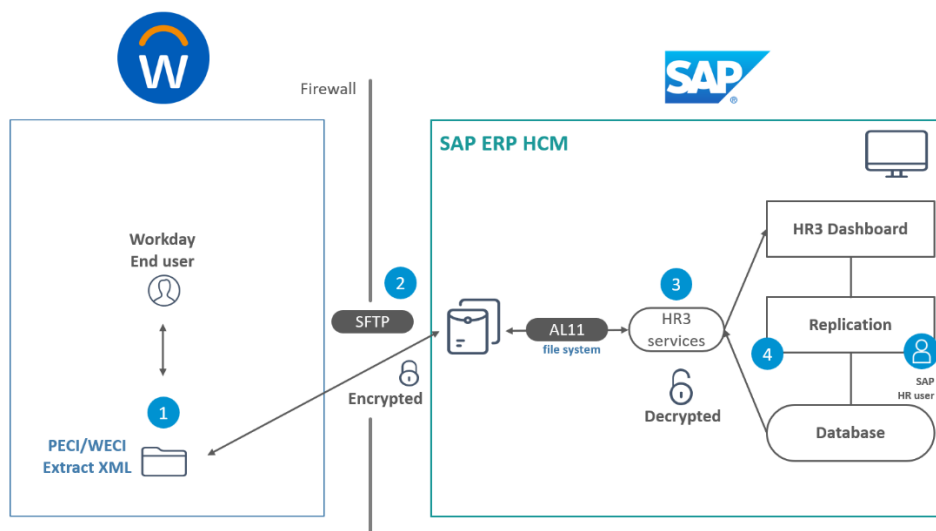 W
Firewall
SAP
®
SAP ERP HCM
HR3 Dashboard
Workday
End user
2
3
SFTP
AL11
file system
HR3
services
Replication
4
SAP
HR user
Encrypted
Decrypted
1
PECI/WECI
Extract XML
Database